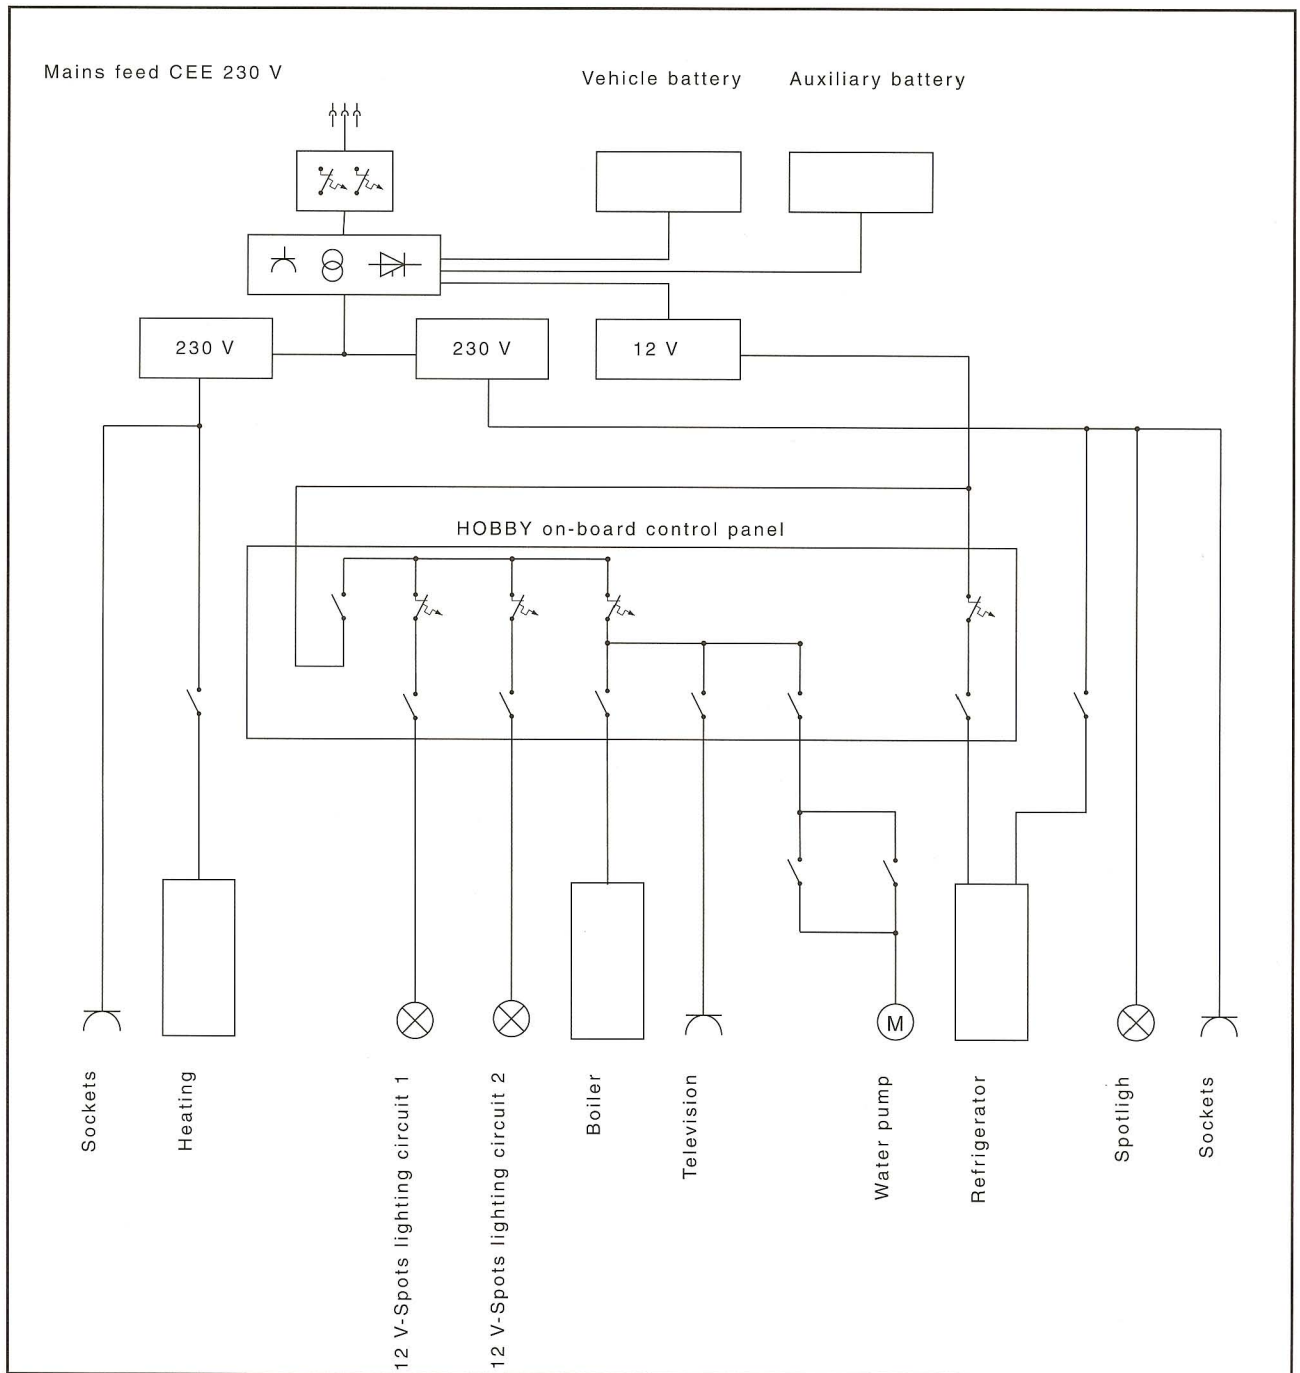 Mains feed CEE 230 V
Vehicle battery
Auxiliary battery
230 V
230 V
12 V
HOBBY on-board control panel
M
Sockets
Heating
12 V-Spots lighting circuit 1
12 V-Spots lighting circuit 2
Boiler
Television
Water pump
Refrigerator
Spotligh
Sockets